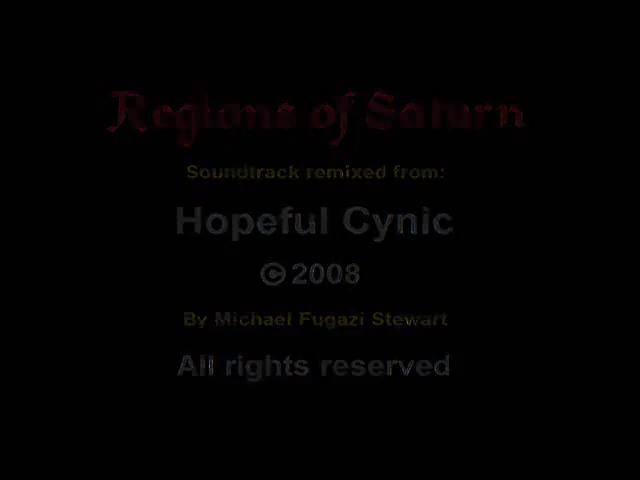 Regions of Saturn
Soundtrack remixed from:
Hopeful Cynic
©2008
By Michael Fugazi Stewart
All rights reserved